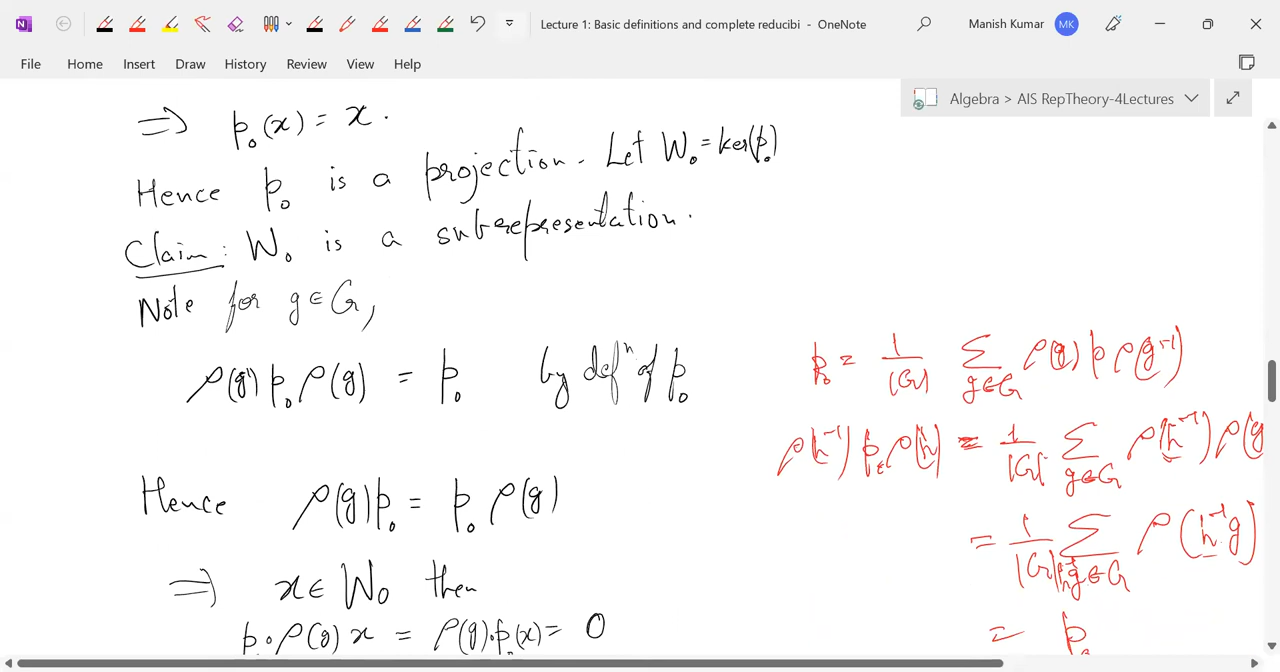 Lecture 1: Basic definitions and complete reducibi - OneNote
Manish Kumar
MK
File Home Insert Draw History Review View Help
Algebra > AIS RepTheory-4Lectures
⇒ p₀(x) = x.
Hence p₀ is a projection. Let W₀ = ker(p₀)
Claim: W₀ is a subrepresentation.
Note for g ∈ G,
ρ(g⁻¹) p₀ ρ(g) = p₀ by defⁿ of p₀
Hence ρ(g) p₀ = p₀ ρ(g)
⇒ x ∈ W₀ then
p₀ρ(g)x = ρ(g)∘p₀(x) = 0
p₀ = 1/|G| Σ_{g∈G} ρ(g) p ρ(g⁻¹)
ρ(h⁻¹) p₀ ρ(h) = 1/|G| Σ_{g∈G} ρ(h⁻¹) ρ(g
= 1/|G| Σ_{h⁻¹g∈G} ρ(h⁻¹g)
= p₀